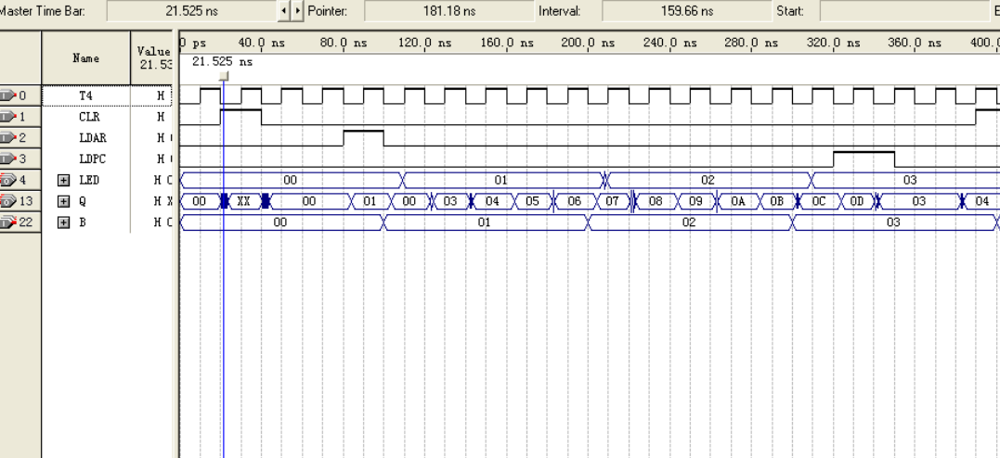 Master Time Bar: 21.525 ns Pointer: 181.18 ns Interval: 159.66 ns Start:
Name Value 21.53
0 ps 40.0 ns 80.0 ns 120.0 ns 160.0 ns 200.0 ns 240.0 ns 280.0 ns 320.0 ns 360.0 ns 400.0
21.525 ns
0 T4 H
1 CLR H
2 LDAR H
3 LDPC H
4 LED H 00 01 02 03
13 Q H X 00 XX 00 01 00 03 04 05 06 07 08 09 0A 0B 0C 0D 03 04
22 B H 00 01 02 03